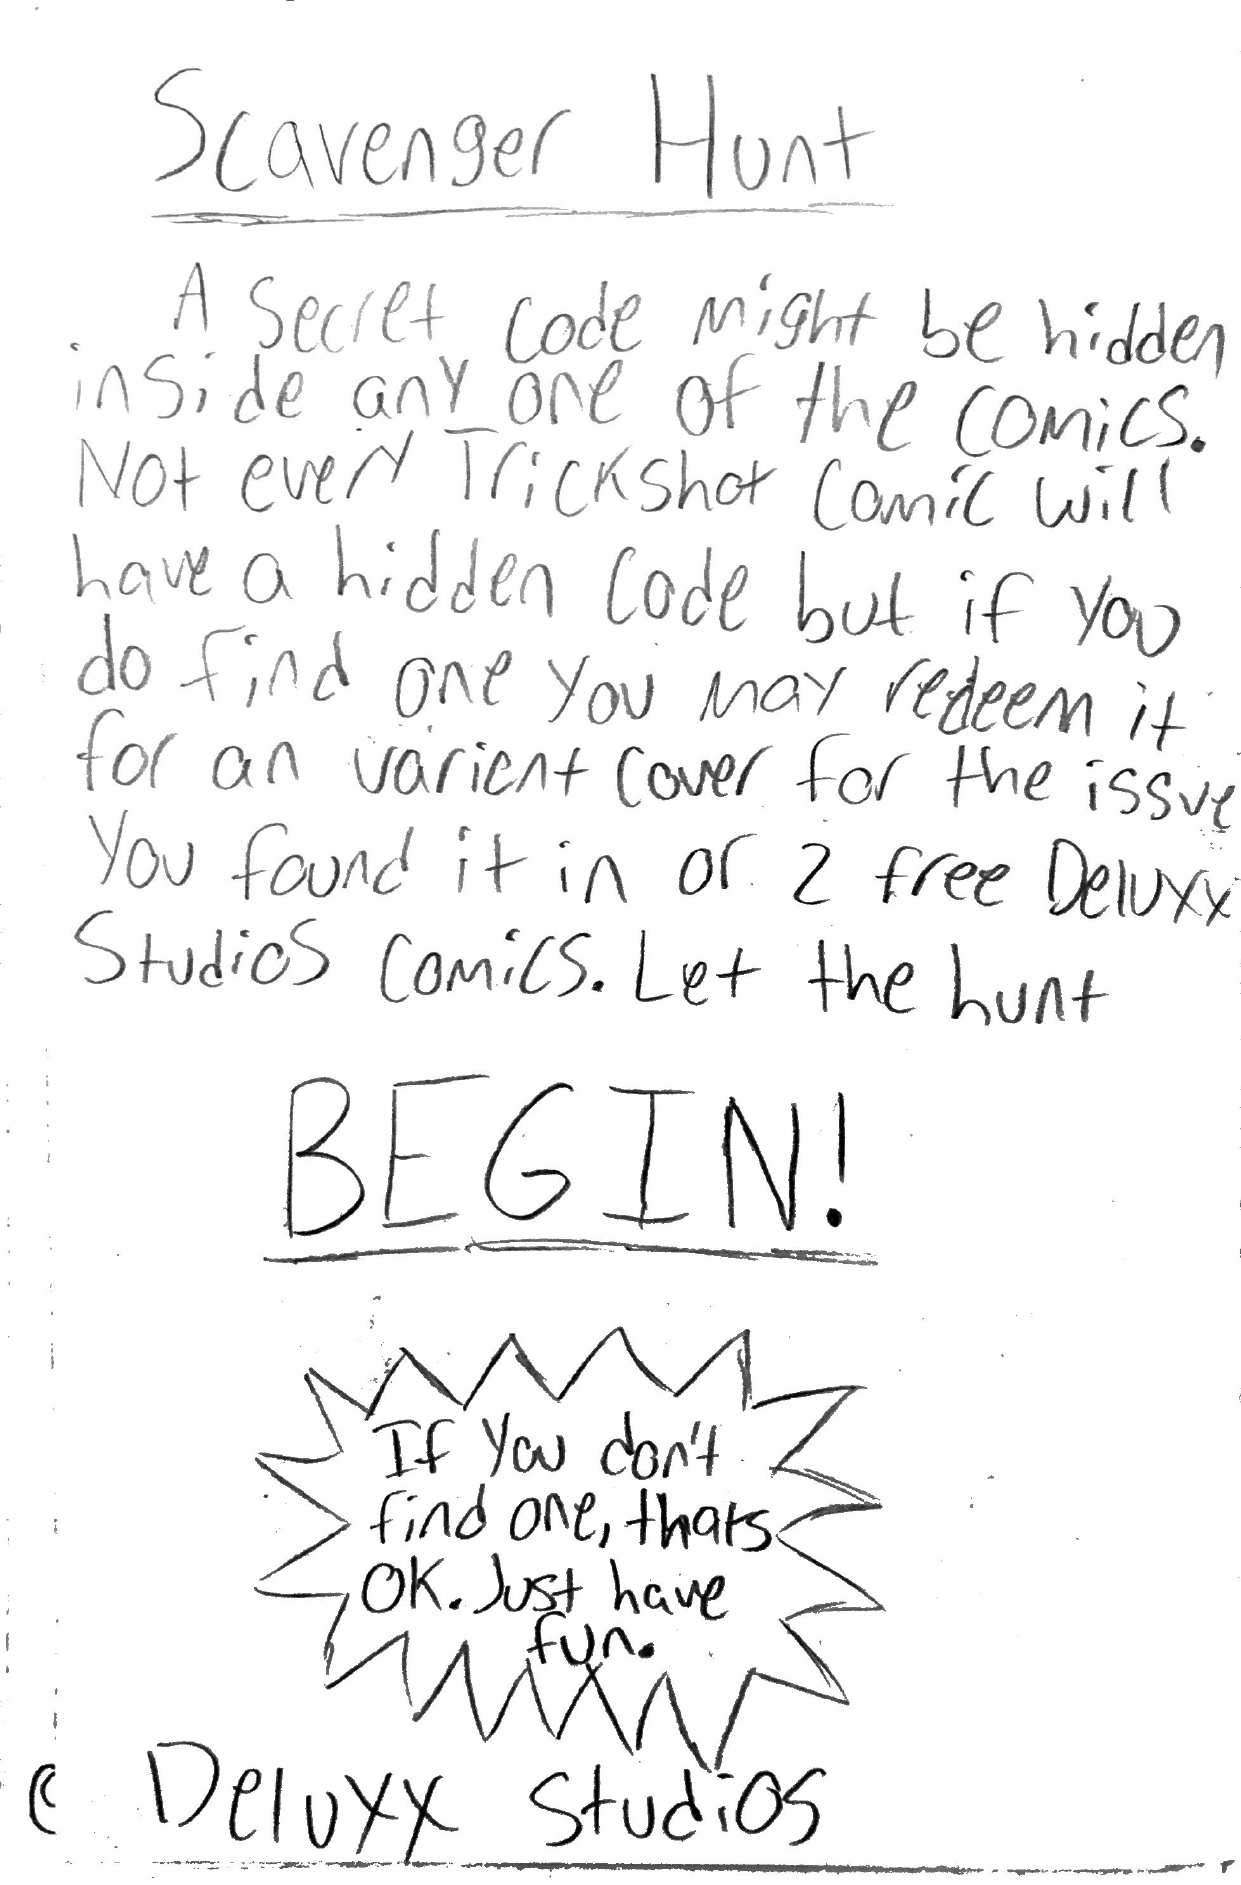 Scavenger Hunt
A Secret code might be hidden
inside any one of the comics.
Not every Trickshot Comic will
have a hidden code but if you
do find one you may redeem it
for an varient cover for the issue
you found it in or 2 free Deluxx
Studios comics. Let the hunt
BEGIN!
If you don't
find one, thats
OK. Just have
fun.
© Deluxx Studios